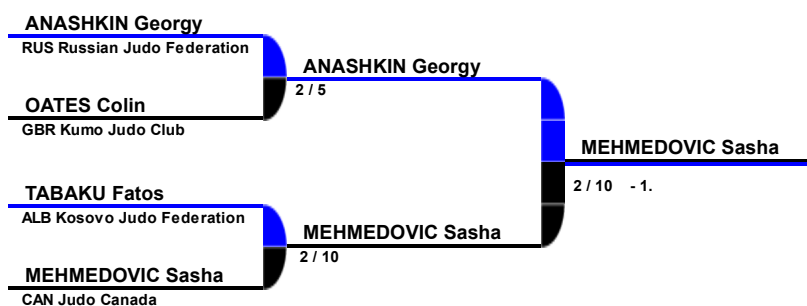 ANASHKIN Georgy
RUS Russian Judo Federation
ANASHKIN Georgy
2 / 5
OATES Colin
GBR Kumo Judo Club
MEHMEDOVIC Sasha
2 / 10 - 1.
TABAKU Fatos
ALB Kosovo Judo Federation
MEHMEDOVIC Sasha
2 / 10
MEHMEDOVIC Sasha
CAN Judo Canada